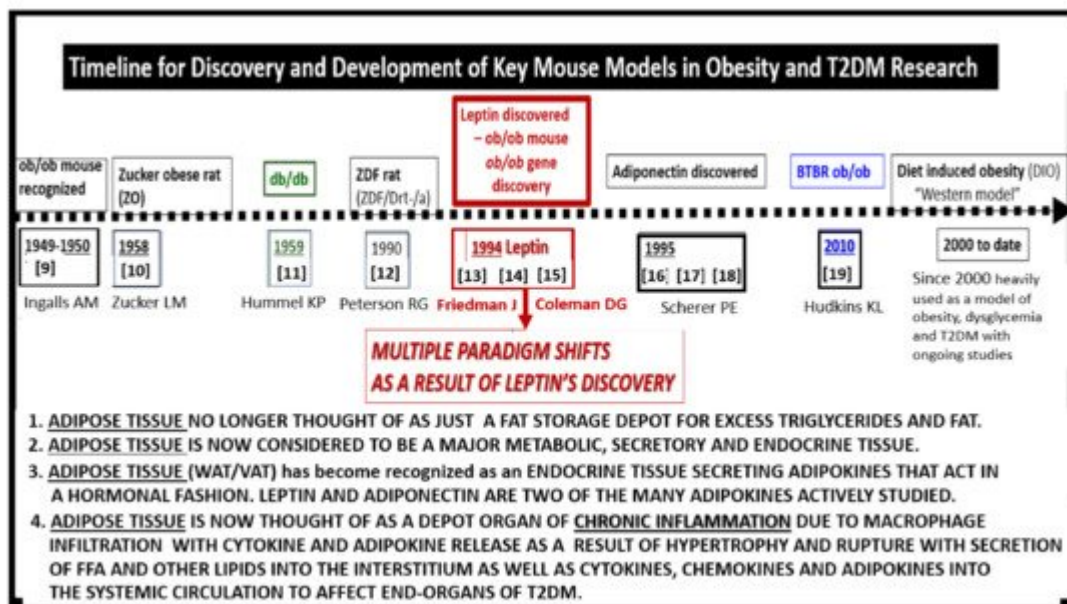 Timeline for Discovery and Development of Key Mouse Models in Obesity and T2DM Research
ob/ob mouse
recognized
Zucker obese rat
(ZO)
db/db
ZDF rat
(ZDF/Drt-/a)
Leptin discovered
– ob/ob mouse
ob/ob gene
discovery
Adiponectin discovered
BTBR ob/ob
Diet induced obesity (DIO)
"Western model"
1949-1950
[9]
Ingalls AM
1958
[10]
Zucker LM
1959
[11]
Hummel KP
1990
[12]
Peterson RG
1994 Leptin
[13] [14] [15]
Friedman J Coleman DG
1995
[16] [17] [18]
Scherer PE
2010
[19]
Hudkins KL
2000 to date
Since 2000 heavily
used as a model of
obesity, dysglycemia
and T2DM with
ongoing studies
MULTIPLE PARADIGM SHIFTS
AS A RESULT OF LEPTIN'S DISCOVERY
1. ADIPOSE TISSUE NO LONGER THOUGHT OF AS JUST A FAT STORAGE DEPOT FOR EXCESS TRIGLYCERIDES AND FAT.
2. ADIPOSE TISSUE IS NOW CONSIDERED TO BE A MAJOR METABOLIC, SECRETORY AND ENDOCRINE TISSUE.
3. ADIPOSE TISSUE (WAT/VAT) has become recognized as an ENDOCRINE TISSUE SECRETING ADIPOKINES THAT ACT IN
A HORMONAL FASHION. LEPTIN AND ADIPONECTIN ARE TWO OF THE MANY ADIPOKINES ACTIVELY STUDIED.
4. ADIPOSE TISSUE IS NOW THOUGHT OF AS A DEPOT ORGAN OF CHRONIC INFLAMMATION DUE TO MACROPHAGE
INFILTRATION WITH CYTOKINE AND ADIPOKINE RELEASE AS A RESULT OF HYPERTROPHY AND RUPTURE WITH SECRETION
OF FFA AND OTHER LIPIDS INTO THE INTERSTITIUM AS WELL AS CYTOKINES, CHEMOKINES AND ADIPOKINES INTO
THE SYSTEMIC CIRCULATION TO AFFECT END-ORGANS OF T2DM.